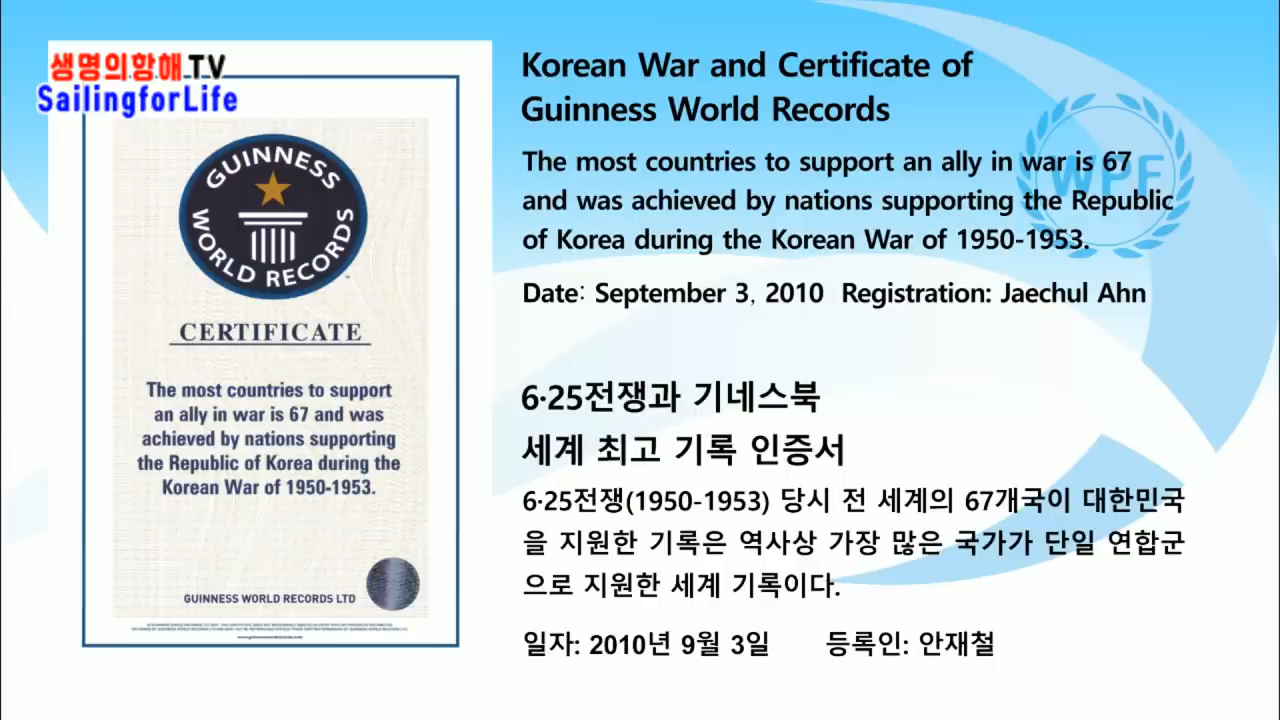 생명의항해TV
SailingforLife
GUINNESS
WORLD RECORDS
CERTIFICATE
The most countries to support
an ally in war is 67 and was
achieved by nations supporting
the Republic of Korea during the
Korean War of 1950-1953.
GUINNESS WORLD RECORDS LTD
www.guinnessworldrecords.com
Korean War and Certificate of
Guinness World Records
WPF
The most countries to support an ally in war is 67
and was achieved by nations supporting the Republic
of Korea during the Korean War of 1950-1953.
Date: September 3, 2010 Registration: Jaechul Ahn
6·25전쟁과 기네스북
세계 최고 기록 인증서
6·25전쟁(1950-1953) 당시 전 세계의 67개국이 대한민국
을 지원한 기록은 역사상 가장 많은 국가가 단일 연합군
으로 지원한 세계 기록이다.
일자: 2010년 9월 3일 등록인: 안재철